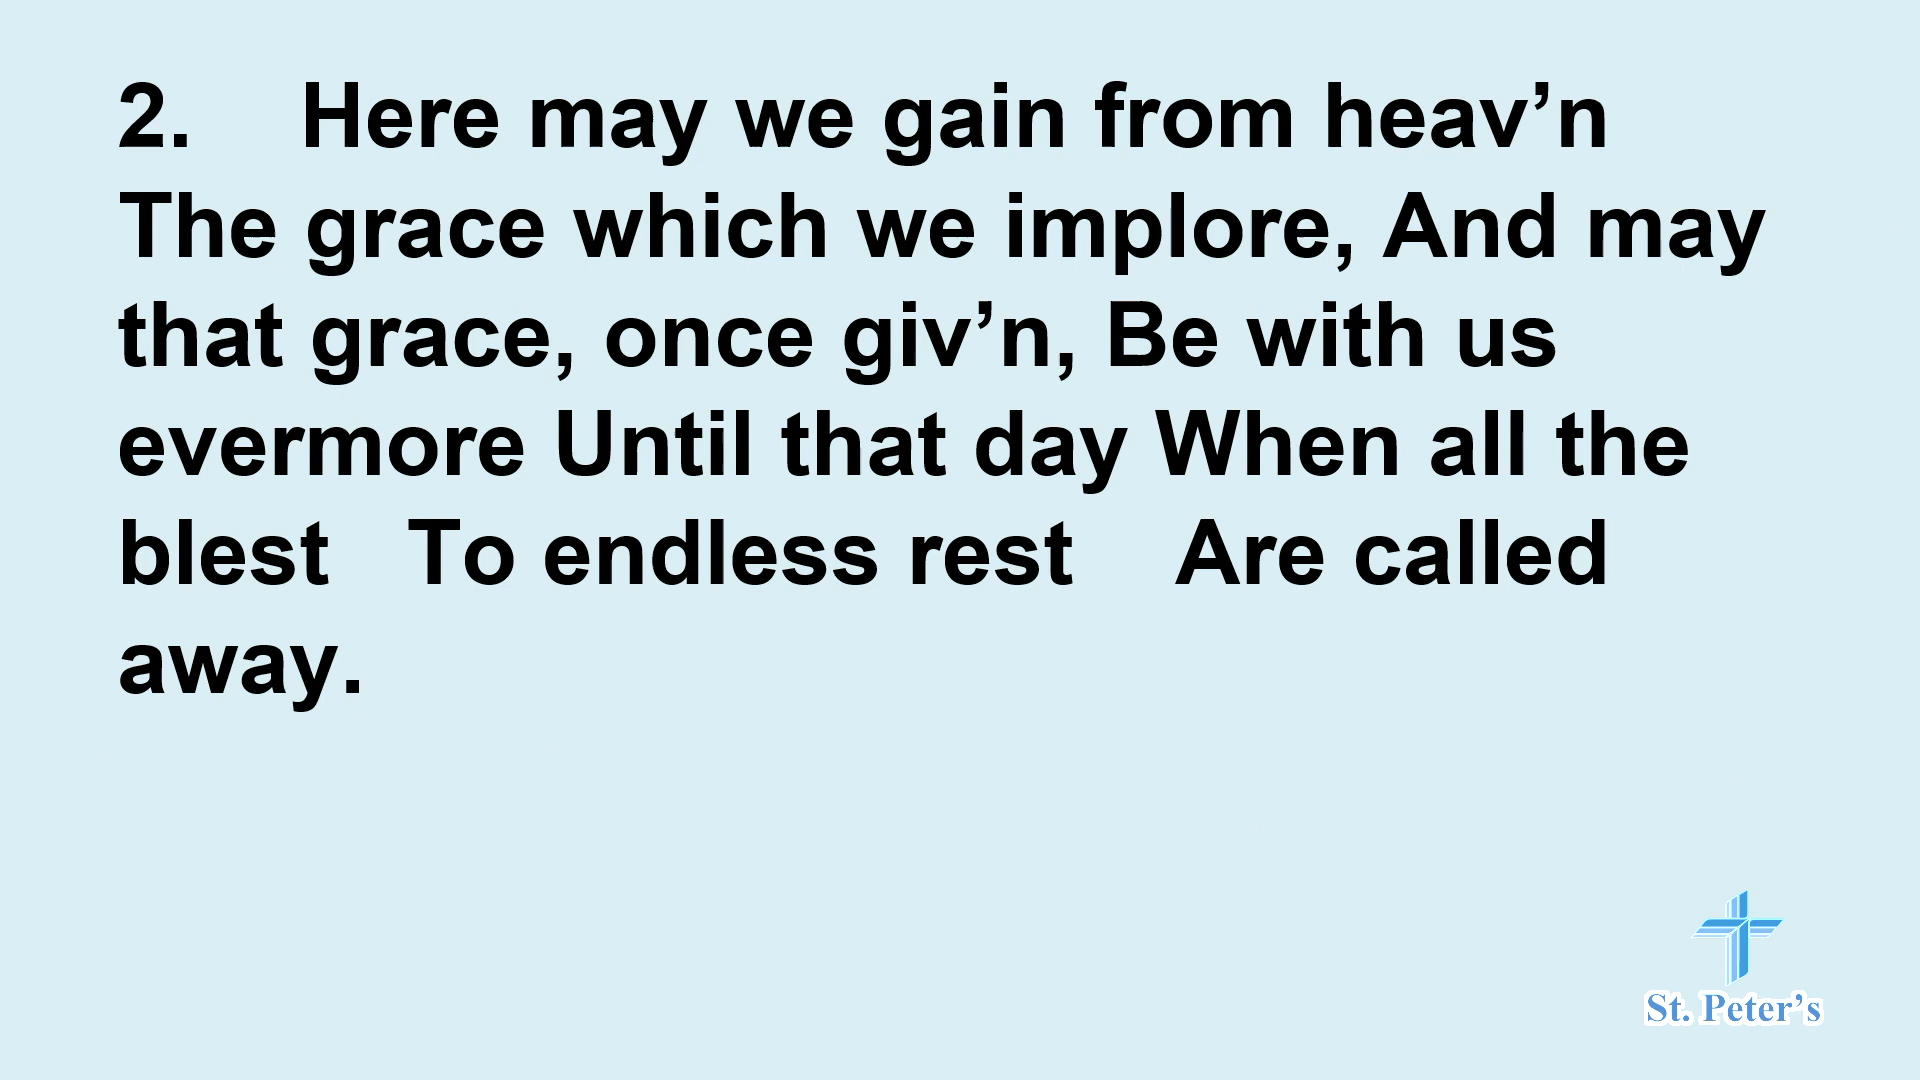 2.    Here may we gain from heav’n
The grace which we implore, And may
that grace, once giv’n, Be with us
evermore Until that day When all the
blest   To endless rest    Are called
away.
St. Peter’s